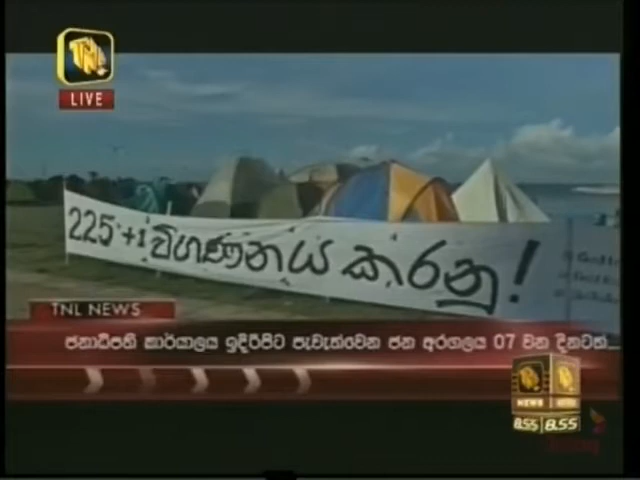 TNL
LIVE
225 +1 විගණනය කරනු!
TNL NEWS
ජනාධිපති කාර්යාලය ඉදිරිපිට පැවැත්වෙන ජන අරගලය 07 වන දිනටත්...
NEWS
8.55 8.55